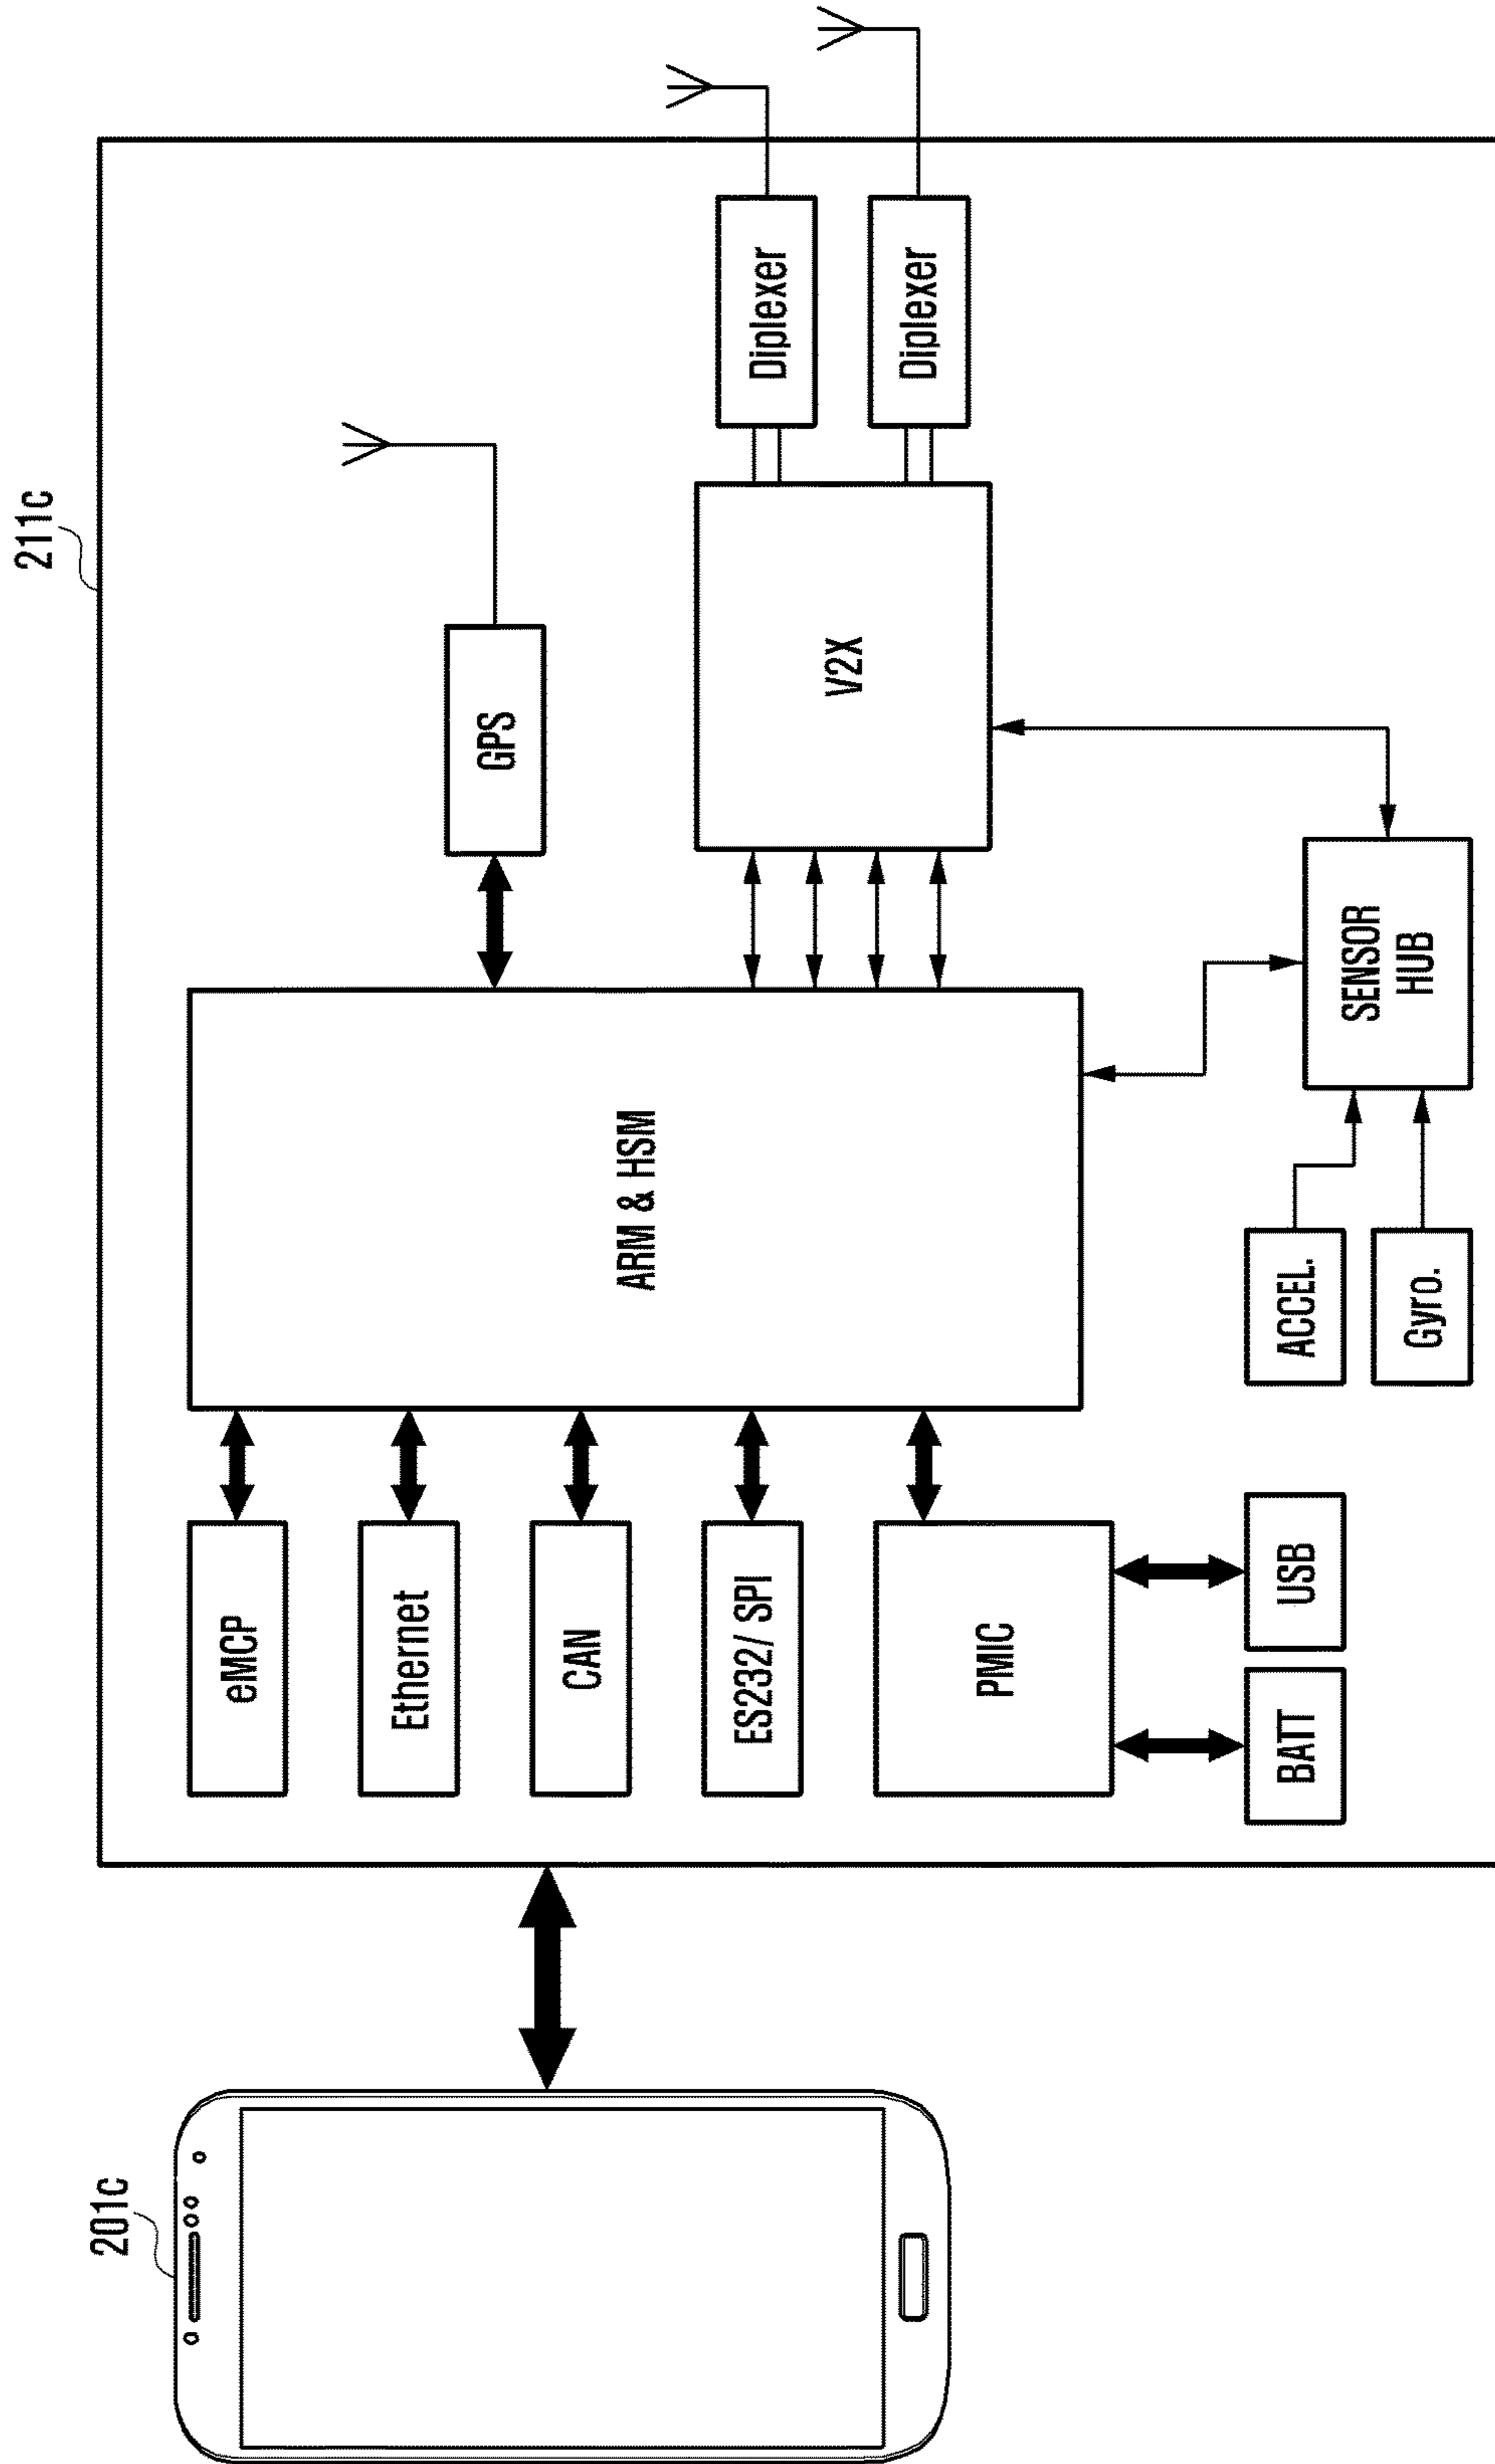 211c
201c
eMCP
Ethernet
CAN
ES232/ SPI
PMIC
BATT
USB
ARM & HSM
GPS
V2X
Diplexer
Diplexer
ACCEL.
Gyro.
SENSOR
HUB